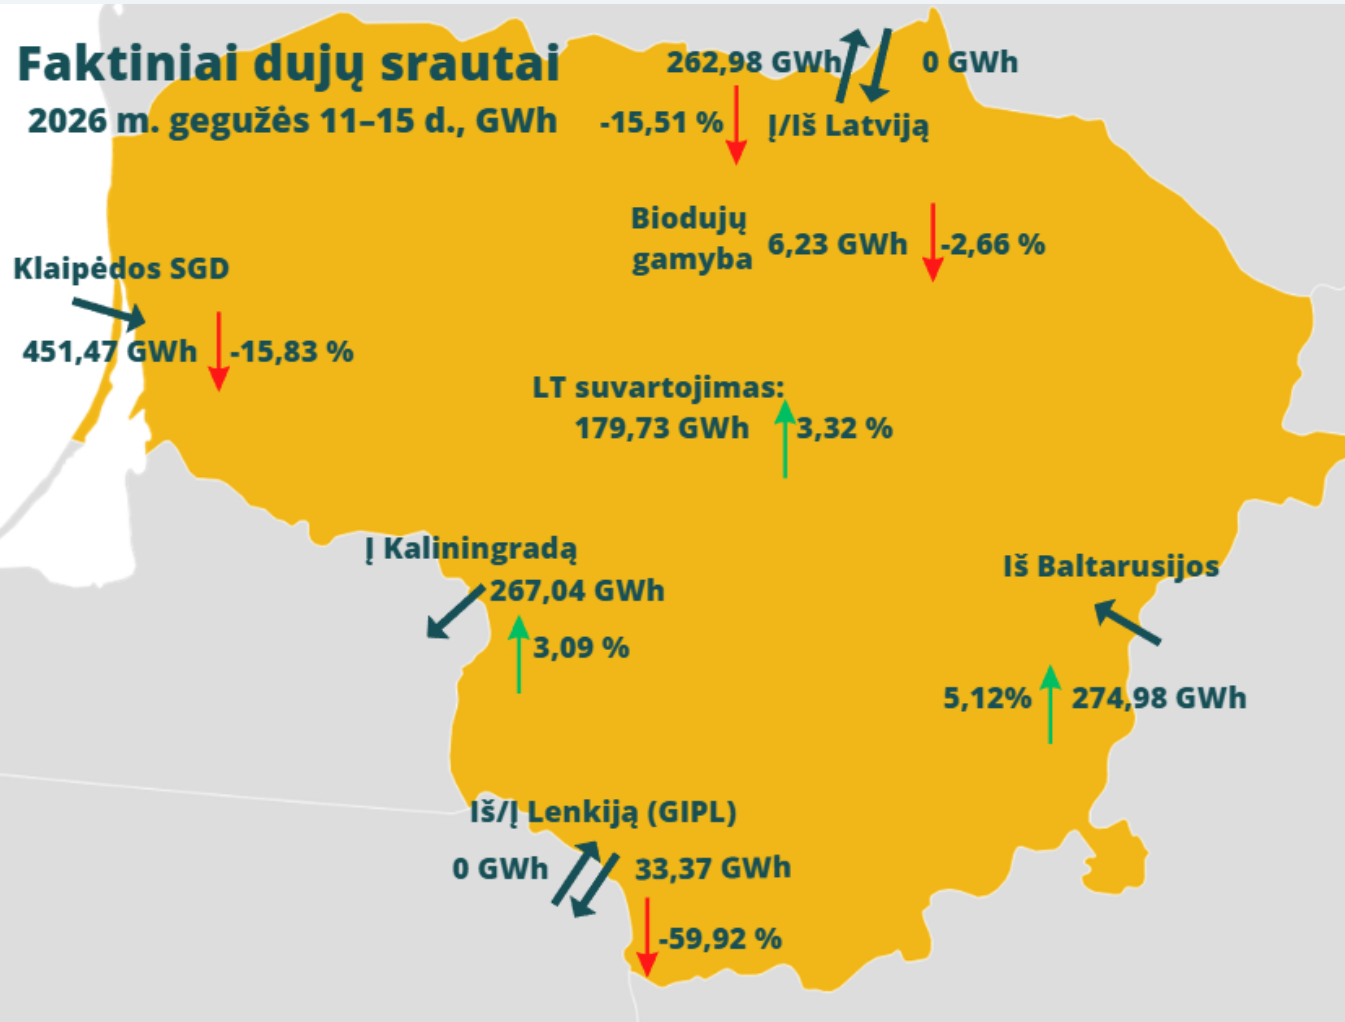 Faktiniai dujų srautai
2026 m. gegužės 11–15 d., GWh
262,98 GWh
0 GWh
-15,51 %
Į/Iš Latviją
Biodujų
gamyba
6,23 GWh
-2,66 %
Klaipėdos SGD
451,47 GWh
-15,83 %
LT suvartojimas:
179,73 GWh
3,32 %
Į Kaliningradą
267,04 GWh
3,09 %
Iš Baltarusijos
5,12%
274,98 GWh
Iš/Į Lenkiją (GIPL)
0 GWh
33,37 GWh
-59,92 %